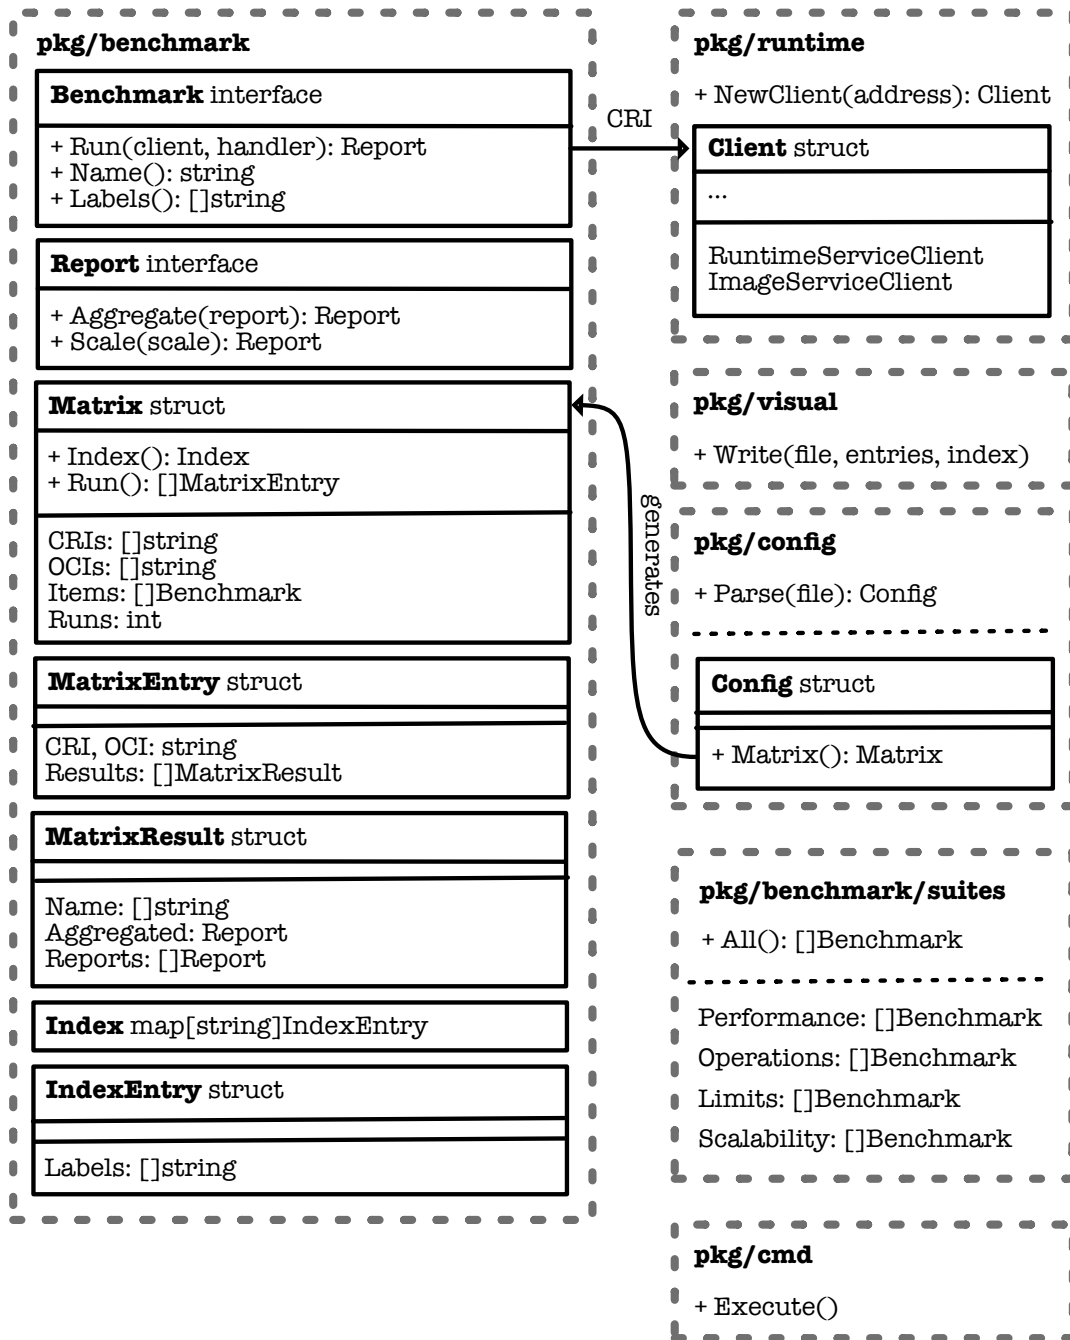 pkg/benchmark
Benchmark interface
+ Run(client, handler): Report
+ Name(): string
+ Labels(): []string
Report interface
+ Aggregate(report): Report
+ Scale(scale): Report
Matrix struct
+ Index(): Index
+ Run(): []MatrixEntry
CRIs: []string
OCIs: []string
Items: []Benchmark
Runs: int
MatrixEntry struct
CRI, OCI: string
Results: []MatrixResult
MatrixResult struct
Name: []string
Aggregated: Report
Reports: []Report
Index map[string]IndexEntry
IndexEntry struct
Labels: []string
CRI
generates
pkg/runtime
+ NewClient(address): Client
Client struct
...
RuntimeServiceClient
ImageServiceClient
pkg/visual
+ Write(file, entries, index)
pkg/config
+ Parse(file): Config
Config struct
+ Matrix(): Matrix
pkg/benchmark/suites
+ All(): []Benchmark
Performance: []Benchmark
Operations: []Benchmark
Limits: []Benchmark
Scalability: []Benchmark
pkg/cmd
+ Execute()